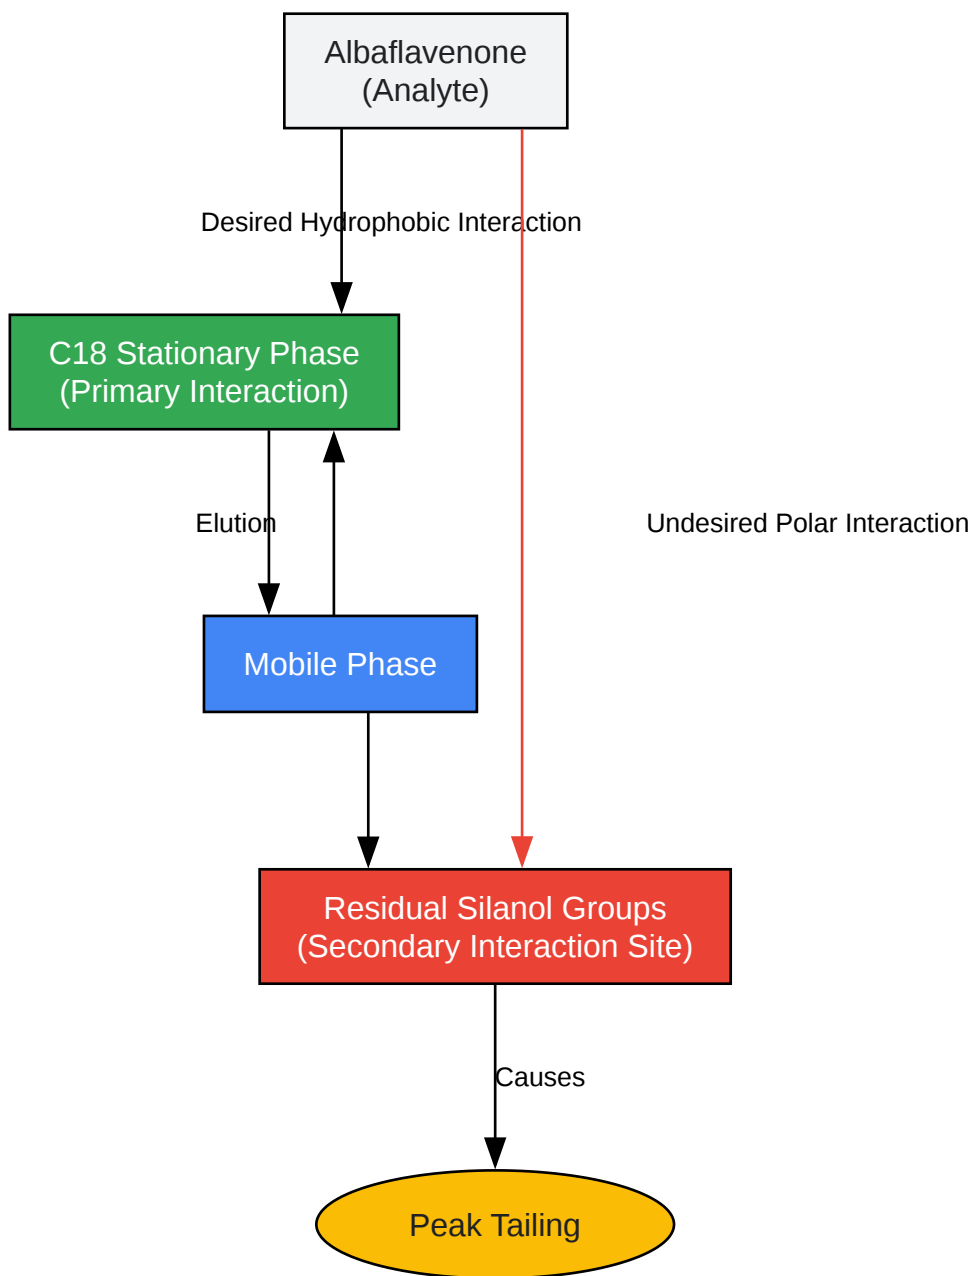 Albaflavenone
(Analyte)
Desired Hydrophobic Interaction
C18 Stationary Phase
(Primary Interaction)
Elution
Undesired Polar Interaction
Mobile Phase
Residual Silanol Groups
(Secondary Interaction Site)
Causes
Peak Tailing